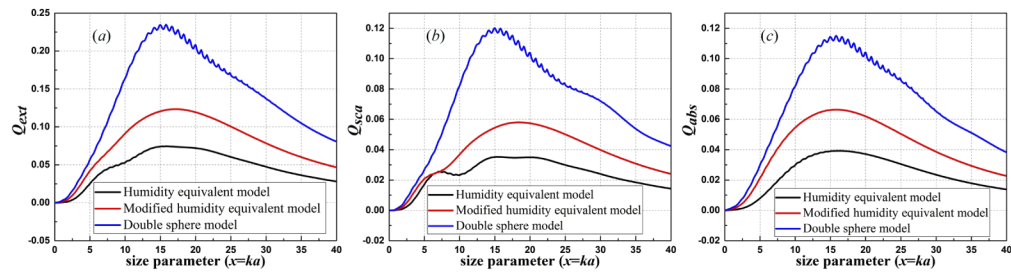 (a)
Q_ext
0.25
0.20
0.15
0.10
0.05
0.00
-0.05
0 5 10 15 20 25 30 35 40
size parameter (x=ka)
Humidity equivalent model
Modified humidity equivalent model
Double sphere model
(b)
Q_sca
0.12
0.10
0.08
0.06
0.04
0.02
0.00
-0.02
0 5 10 15 20 25 30 35 40
size parameter (x=ka)
Humidity equivalent model
Modified humidity equivalent model
Double sphere model
(c)
Q_abs
0.12
0.10
0.08
0.06
0.04
0.02
0.00
-0.02
0 5 10 15 20 25 30 35 40
size parameter (x=ka)
Humidity equivalent model
Modified humidity equivalent model
Double sphere model